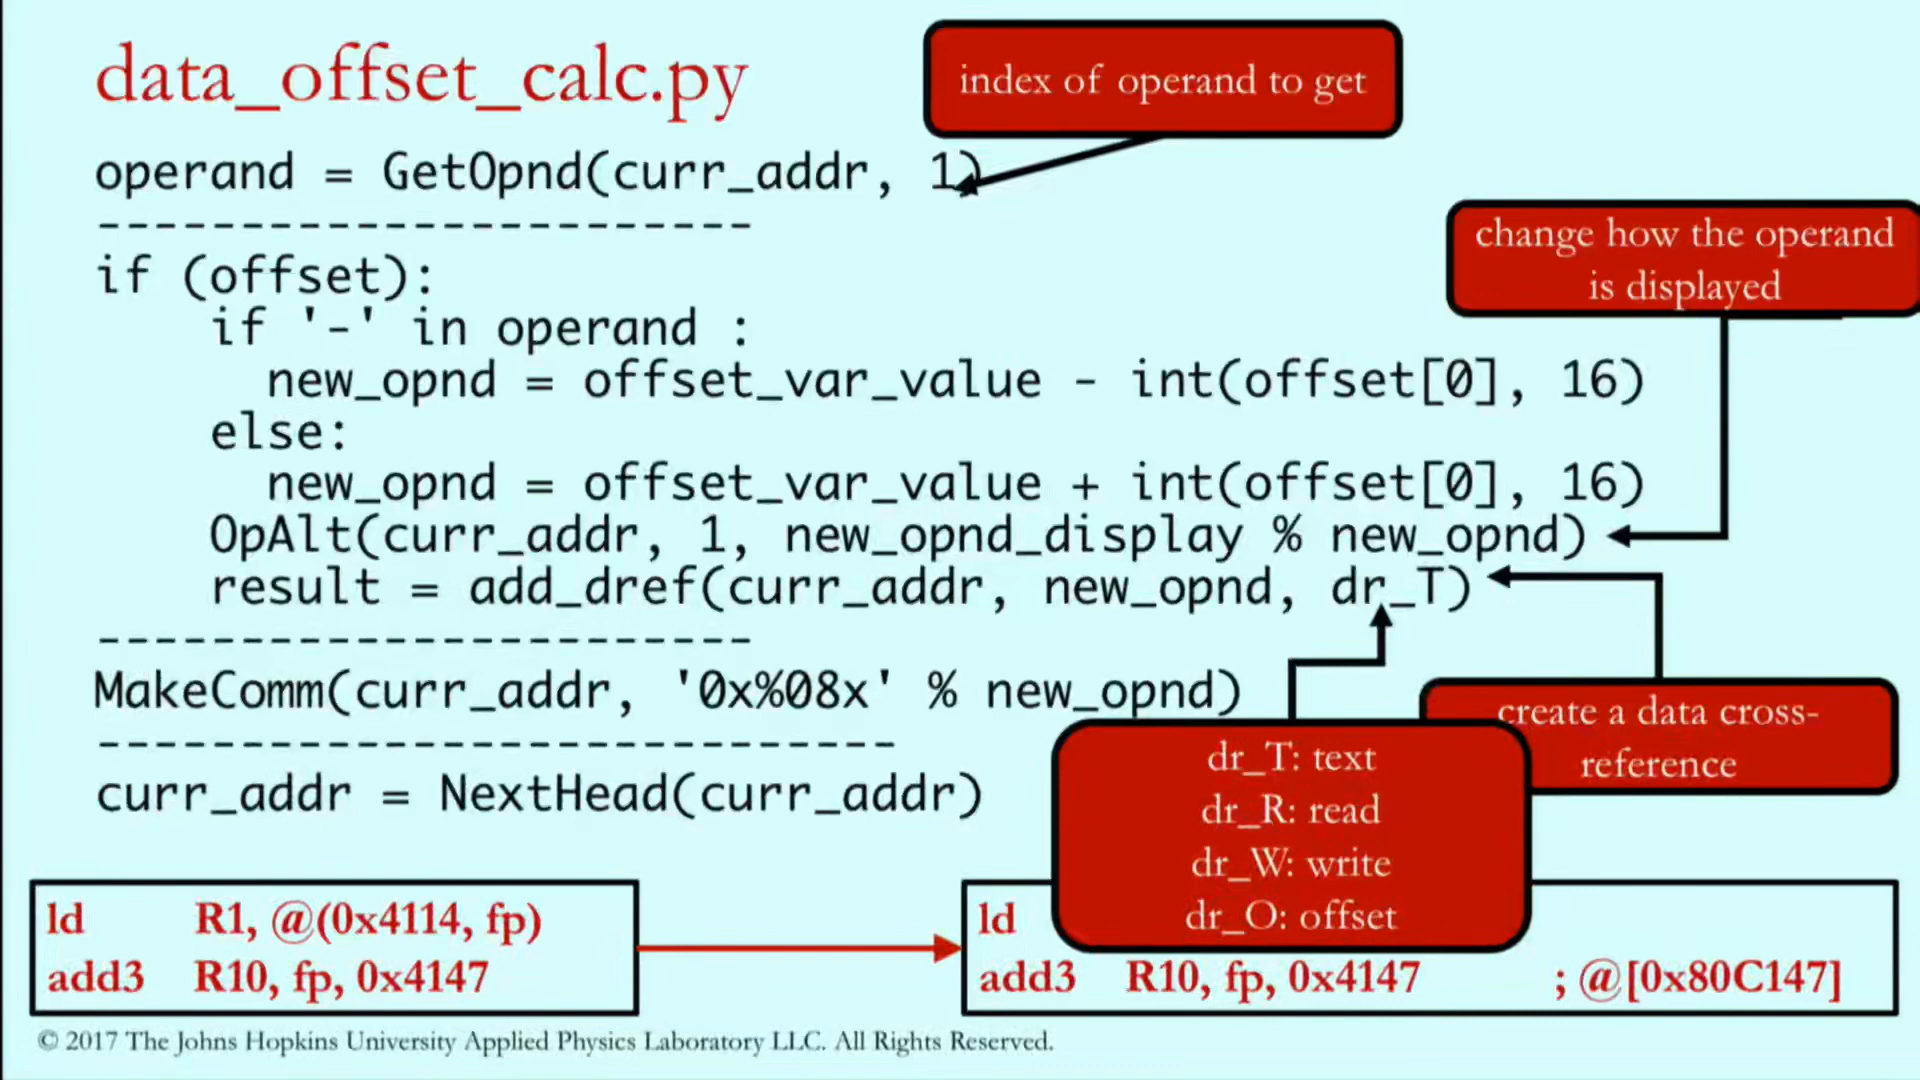 data_offset_calc.py
index of operand to get
operand = GetOpnd(curr_addr, 1)
-----------------------
change how the operand
is displayed
if (offset):
    if '-' in operand :
      new_opnd = offset_var_value - int(offset[0], 16)
    else:
      new_opnd = offset_var_value + int(offset[0], 16)
    OpAlt(curr_addr, 1, new_opnd_display % new_opnd)
    result = add_dref(curr_addr, new_opnd, dr_T)
-----------------------
MakeComm(curr_addr, '0x%08x' % new_opnd)
create a data cross-
reference
----------------------------
dr_T: text
dr_R: read
dr_W: write
dr_O: offset
curr_addr = NextHead(curr_addr)
ld R1, @(0x4114, fp)
add3 R10, fp, 0x4147
ld
add3 R10, fp, 0x4147 ; @[0x80C147]
© 2017 The Johns Hopkins University Applied Physics Laboratory LLC. All Rights Reserved.